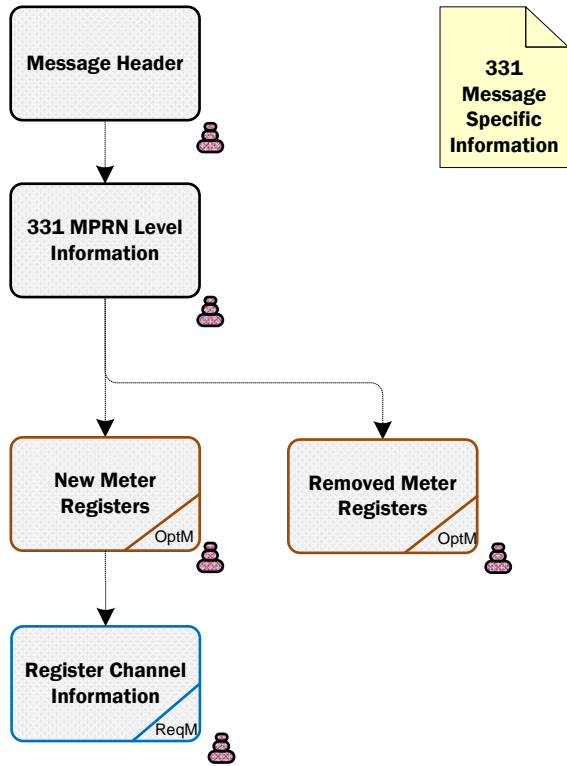 Message Header
331
Message
Specific
Information
331 MPRN Level
Information
New Meter
Registers
OptM
Removed Meter
Registers
OptM
Register Channel
Information
ReqM